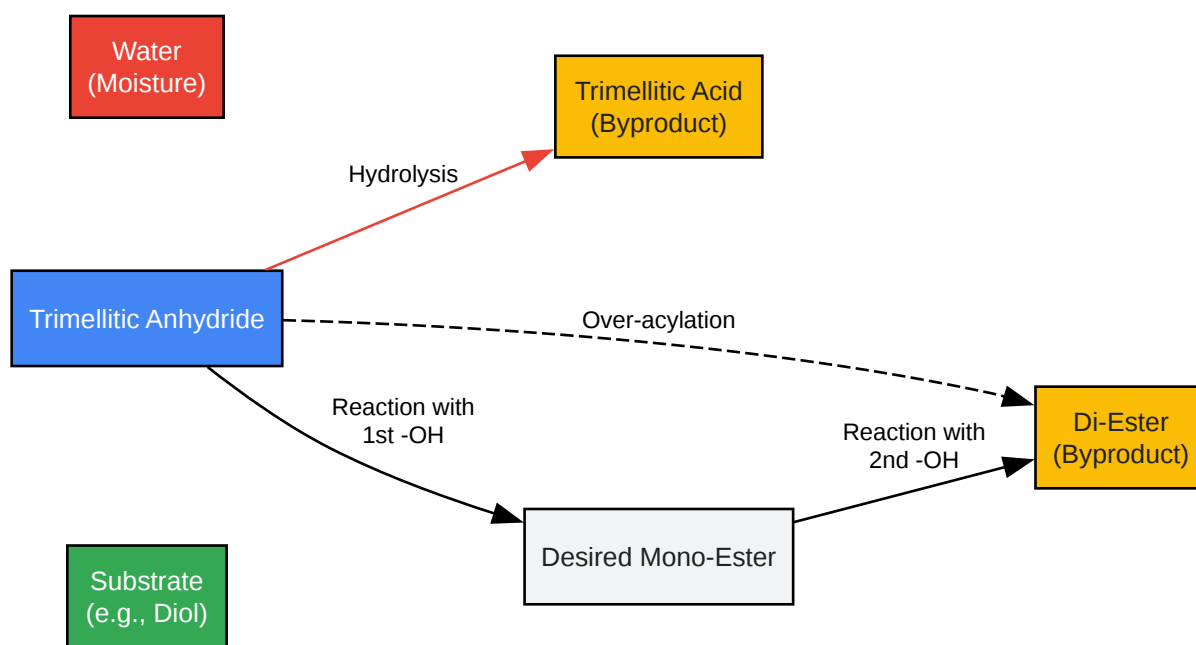 Water
(Moisture)
Trimellitic Acid
(Byproduct)
Hydrolysis
Trimellitic Anhydride
Over-acylation
Reaction with
1st -OH
Di-Ester
(Byproduct)
Reaction with
2nd -OH
Desired Mono-Ester
Substrate
(e.g., Diol)